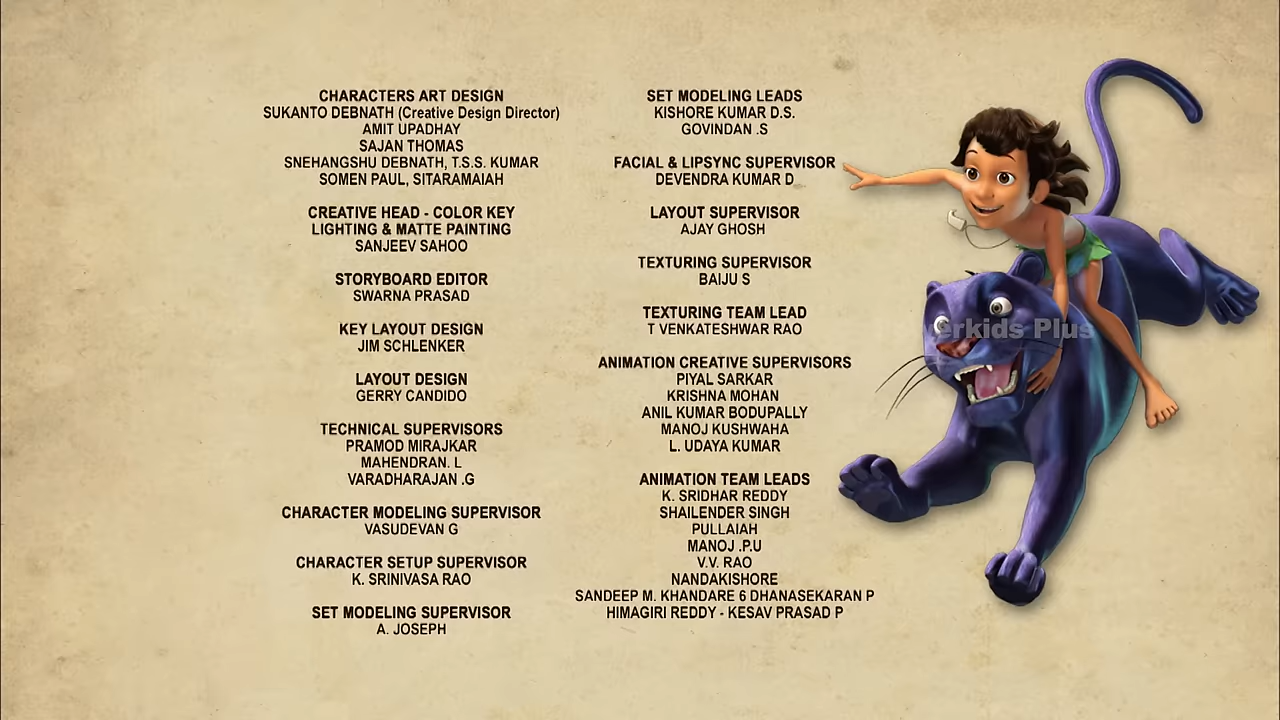 CHARACTERS ART DESIGN
SUKANTO DEBNATH (Creative Design Director)
AMIT UPADHAY
SAJAN THOMAS
SNEHANGSHU DEBNATH, T.S.S. KUMAR
SOMEN PAUL, SITARAMAIAH
CREATIVE HEAD - COLOR KEY
LIGHTING & MATTE PAINTING
SANJEEV SAHOO
STORYBOARD EDITOR
SWARNA PRASAD
KEY LAYOUT DESIGN
JIM SCHLENKER
LAYOUT DESIGN
GERRY CANDIDO
TECHNICAL SUPERVISORS
PRAMOD MIRAJKAR
MAHENDRAN. L
VARADHARAJAN .G
CHARACTER MODELING SUPERVISOR
VASUDEVAN G
CHARACTER SETUP SUPERVISOR
K. SRINIVASA RAO
SET MODELING SUPERVISOR
A. JOSEPH
SET MODELING LEADS
KISHORE KUMAR D.S.
GOVINDAN .S
FACIAL & LIPSYNC SUPERVISOR
DEVENDRA KUMAR D
LAYOUT SUPERVISOR
AJAY GHOSH
TEXTURING SUPERVISOR
BAIJU S
TEXTURING TEAM LEAD
T VENKATESHWAR RAO
ANIMATION CREATIVE SUPERVISORS
PIYAL SARKAR
KRISHNA MOHAN
ANIL KUMAR BODUPALLY
MANOJ KUSHWAHA
L. UDAYA KUMAR
ANIMATION TEAM LEADS
K. SRIDHAR REDDY
SHAILENDER SINGH
PULLAIAH
MANOJ .P.U
V.V. RAO
NANDAKISHORE
SANDEEP M. KHANDARE 6 DHANASEKARAN P
HIMAGIRI REDDY - KESAV PRASAD P
Plus